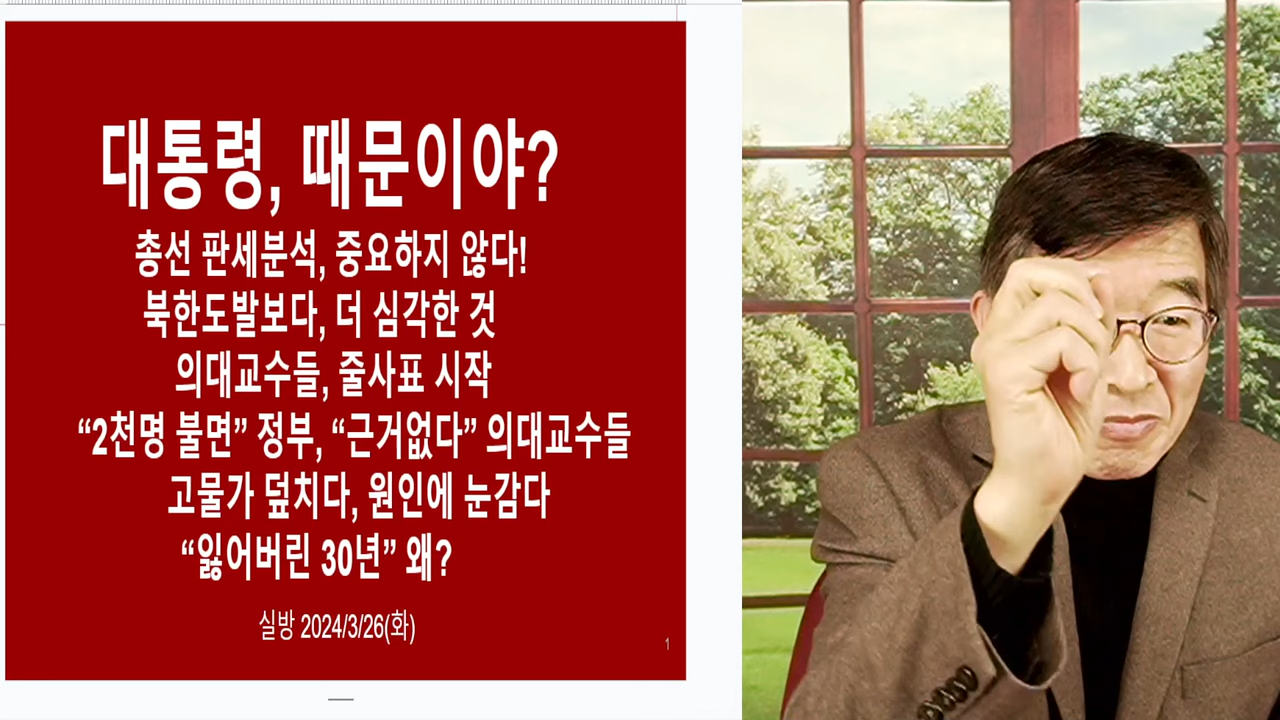 대통령, 때문이야?
총선 판세분석, 중요하지 않다!
북한도발보다, 더 심각한 것
의대교수들, 줄사표 시작
“2천명 불면” 정부, “근거없다” 의대교수들
고물가 덮치다, 원인에 눈감다
“잃어버린 30년” 왜?
실방 2024/3/26(화)
1